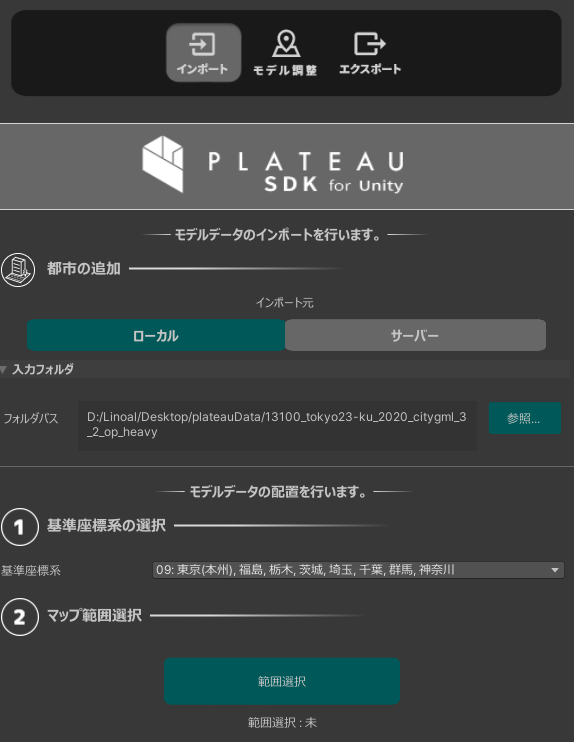 インポート
モデル調整
エクスポート
PLATEAU
SDK for Unity
モデルデータのインポートを行います。
都市の追加
インポート元
ローカル
サーバー
入力フォルダ
フォルダパス
D:/Linoal/Desktop/plateauData/13100_tokyo23-ku_2020_citygml_3
_2_op_heavy
参照...
モデルデータの配置を行います。
1 基準座標系の選択
基準座標系
09: 東京(本州), 福島, 栃木, 茨城, 埼玉, 千葉, 群馬, 神奈川
2 マップ範囲選択
範囲選択
範囲選択 : 未